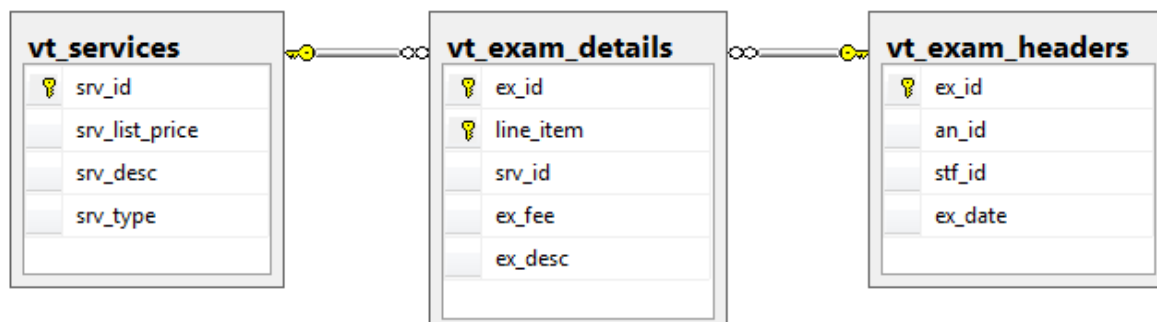 vt_services
srv_id
srv_list_price
srv_desc
srv_type
vt_exam_details
ex_id
line_item
srv_id
ex_fee
ex_desc
vt_exam_headers
ex_id
an_id
stf_id
ex_date